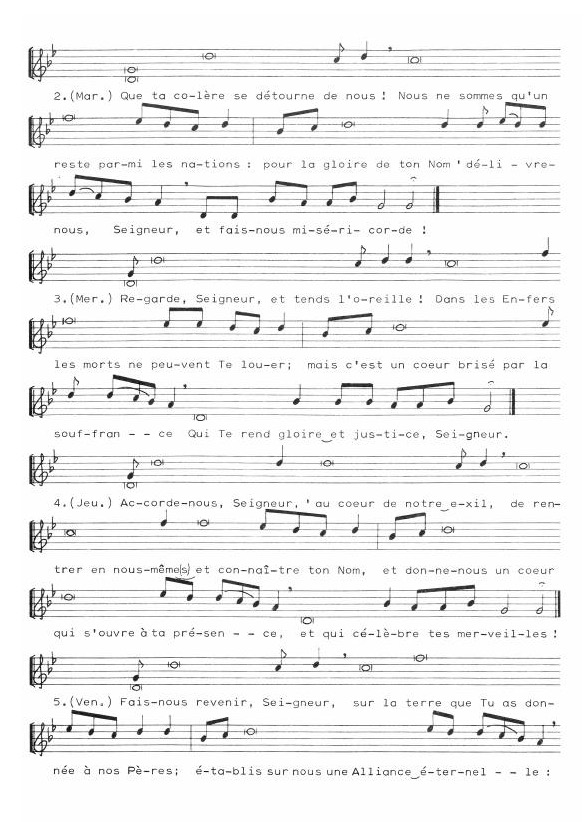 2.(Mar.) Que ta co-lère se détourne de nous ! Nous ne sommes qu'un
reste par-mi les na-tions : pour la gloire de ton Nom 'dé-li - vre-
nous, Seigneur, et fais-nous mi-sé-ri- cor-de !
3.(Mer.) Re-garde, Seigneur, et tends l'o-reille ! Dans les En-fers
les morts ne peu-vent Te lou-er; mais c'est un coeur brisé par la
souf-fran - - ce Qui Te rend gloire et jus-ti-ce, Sei-gneur.
4.(Jeu.) Ac-corde-nous, Seigneur, 'au coeur de notre e-xil, de ren-
trer en nous-même(s) et con-naî-tre ton Nom, et don-ne-nous un coeur
qui s'ouvre à ta pré-sen - - ce, et qui cé-lè-bre tes mer-veil-les !
5.(Ven.) Fais-nous revenir, Sei-gneur, sur la terre que Tu as don-
née à nos Pè-res; é-ta-blis sur nous une Alliance é-ter-nel - - le :